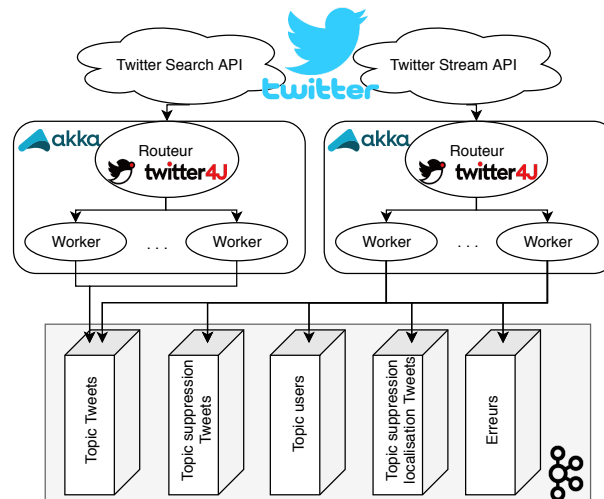 Twitter Search API
twitter
Twitter Stream API
akka
Routeur
twitter4J
Worker
. . .
Worker
akka
Routeur
twitter4J
Worker
. . .
Worker
Topic Tweets
Topic suppression
Tweets
Topic users
Topic suppression
localisation Tweets
Erreurs